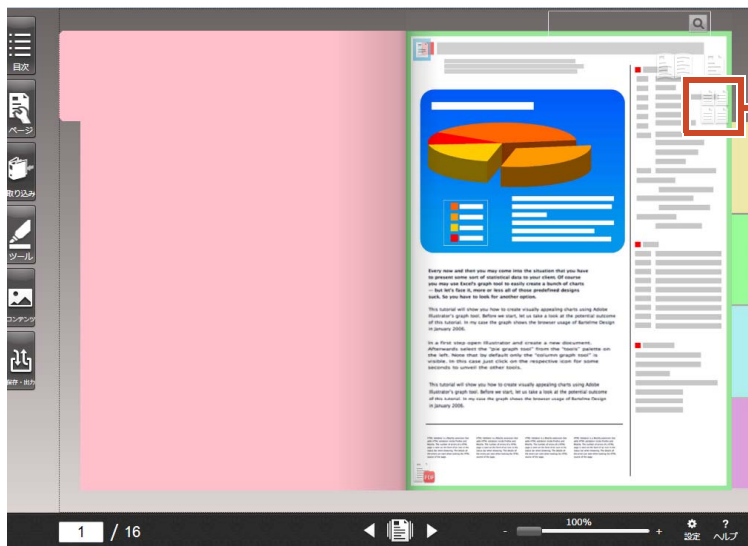 目次
ページ
取り込み
ツール
コンテンツ
保存・出力
Every now and then you may come into the situation that you have
to present some sort of statistical data to your client. Of course
you may use Excel's graph tool to easily create a bunch of charts
— but let's face it, more or less all of those predefined designs
suck. So you have to look for another option.
This tutorial will show you how to create visually appealing charts using Adobe
Illustrator's graph tool. Before we start, let us take a look at the potential outcome
of this tutorial. In my case the graph shows the browser usage of Bareline Design
in January 2008.
In a first step open Illustrator and create a new document.
Afterwards select the "pie graph tool" from the "tools" palette on
the left. Note that by default only the "column graph tool" is
visible. In this case just click on the respective icon for some
seconds to unveil the other tools.
This tutorial will show you how to create visually appealing charts using Adobe
Illustrator's graph tool. Before we start, let us take a look at the potential outcome
of this tutorial. In my case the graph shows the browser usage of Bareline Design
in January 2008.
PDF
1 / 16
- 100% +
設定
? ヘルプ